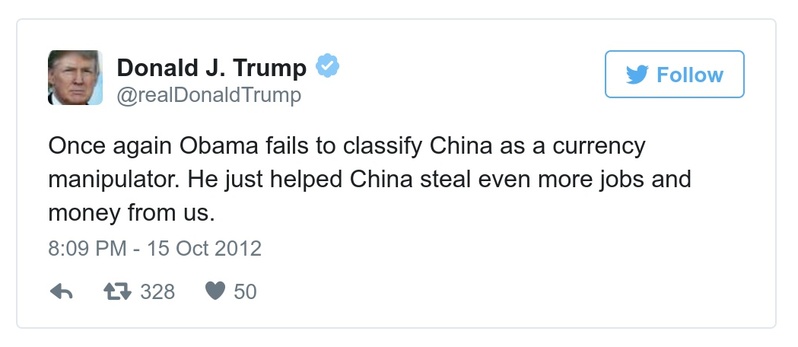 Donald J. Trump
@realDonaldTrump
Follow
Once again Obama fails to classify China as a currency
manipulator. He just helped China steal even more jobs and
money from us.
8:09 PM - 15 Oct 2012
328 50